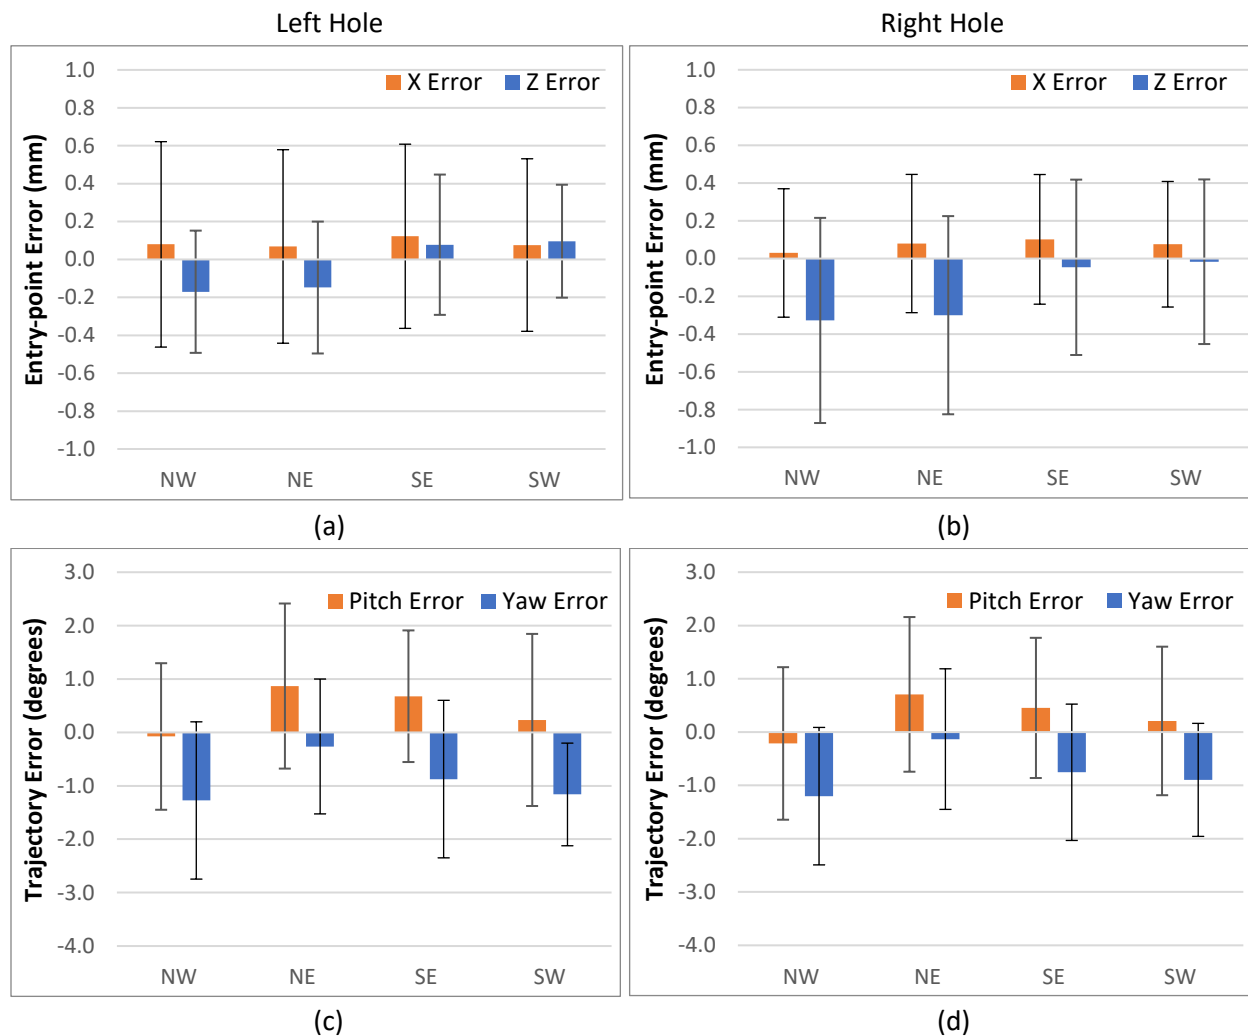 Left Hole
Right Hole
X Error Z Error
1.0
0.8
0.6
0.4
0.2
0.0
-0.2
-0.4
-0.6
-0.8
-1.0
Entry-point Error (mm)
NW NE SE SW
(a)
X Error Z Error
1.0
0.8
0.6
0.4
0.2
0.0
-0.2
-0.4
-0.6
-0.8
-1.0
Entry-point Error (mm)
NW NE SE SW
(b)
Pitch Error Yaw Error
3.0
2.0
1.0
0.0
-1.0
-2.0
-3.0
-4.0
Trajectory Error (degrees)
NW NE SE SW
(c)
Pitch Error Yaw Error
3.0
2.0
1.0
0.0
-1.0
-2.0
-3.0
-4.0
Trajectory Error (degrees)
NW NE SE SW
(d)